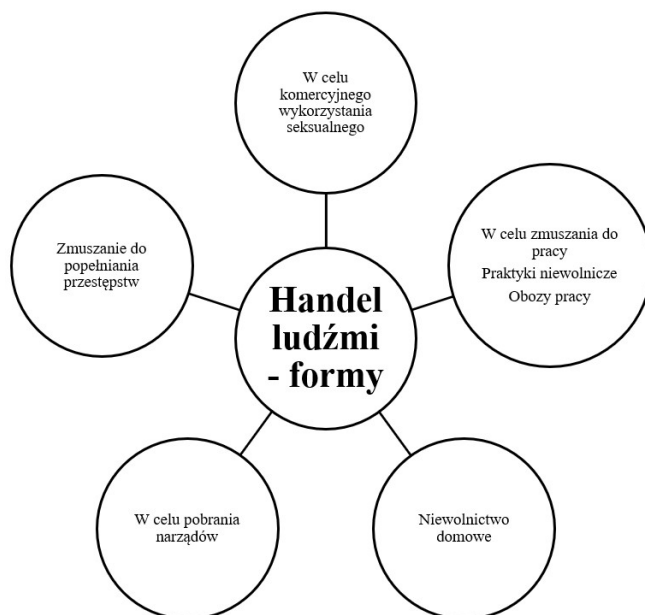 W celu
komercyjnego
wykorzystania
seksualnego
Zmuszanie do
popełniania
przestępstw
W celu zmuszania do
pracy
Praktyki niewolnicze
Obozy pracy
Handel
ludźmi
- formy
W celu pobrania
narządów
Niewolnictwo
domowe